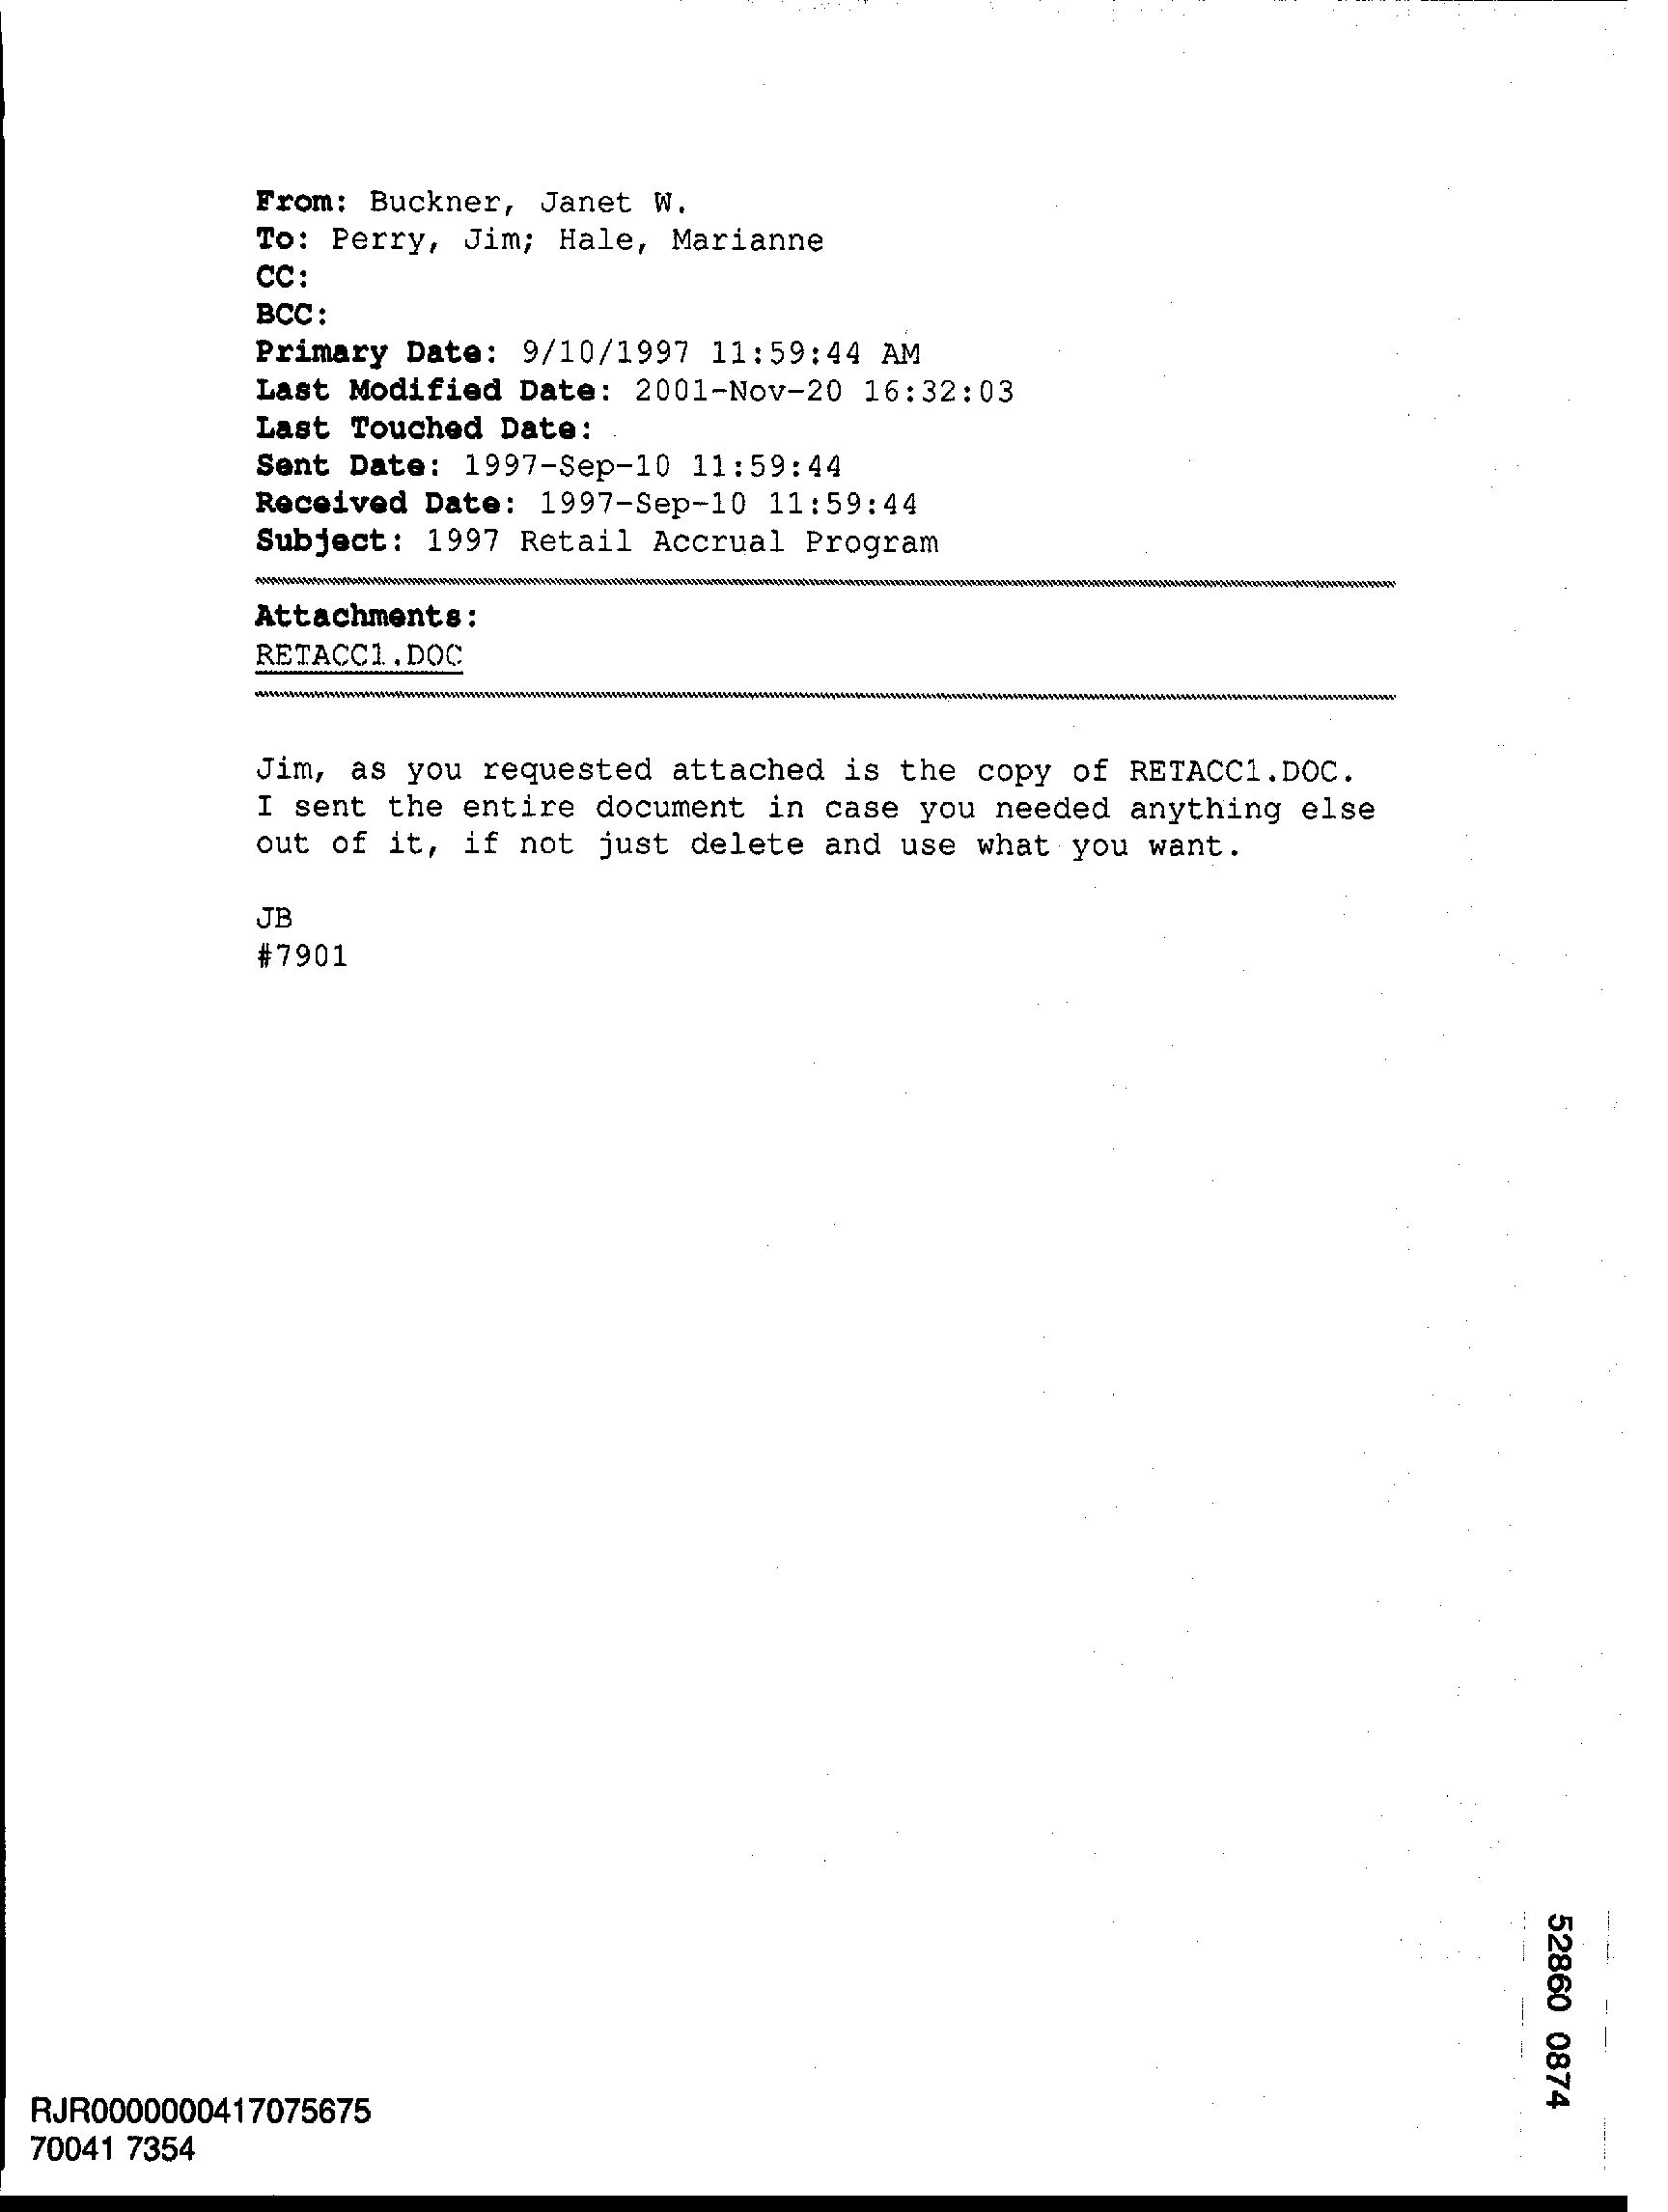 From: Buckner, Janet W.
To: Perry, Jim; Hale, Marianne
CC:
BCC:
Primary Date: 9/10/1997 11:59:44 AM
Last Modified Date: 2001-Nov-20 16:32:03
Last Touched Date:
Sent Date: 1997-Sep-10 11:59:44
Received Date: 1997-Sep-10 11:59:44
Subject: 1997 Retail Accrual Program
Attachments:
RETACC1.DOC
Jim, as you requested attached is the copy of RETACC1.DOC.
I sent the entire document in case you needed anything else
out of it, if not just delete and use what you want.
JB
#7901
52860 0874
RJR0000000417075675
70041 7354